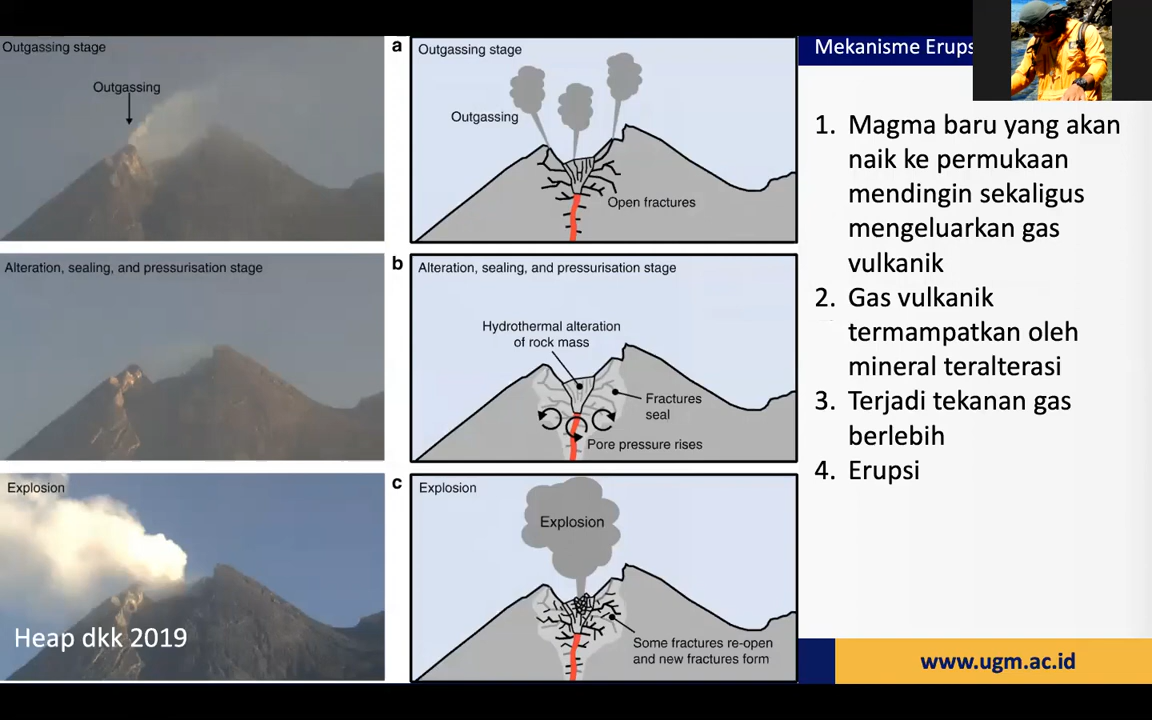 Outgassing stage
Outgassing
a
Outgassing stage
Outgassing
Open fractures
Alteration, sealing, and pressurisation stage
b
Alteration, sealing, and pressurisation stage
Hydrothermal alteration
of rock mass
Fractures
seal
Pore pressure rises
Explosion
Heap dkk 2019
c
Explosion
Explosion
Some fractures re-open
and new fractures form
Mekanisme Erups
1. Magma baru yang akan
naik ke permukaan
mendingin sekaligus
mengeluarkan gas
vulkanik
2. Gas vulkanik
termampatkan oleh
mineral teralterasi
3. Terjadi tekanan gas
berlebih
4. Erupsi
www.ugm.ac.id